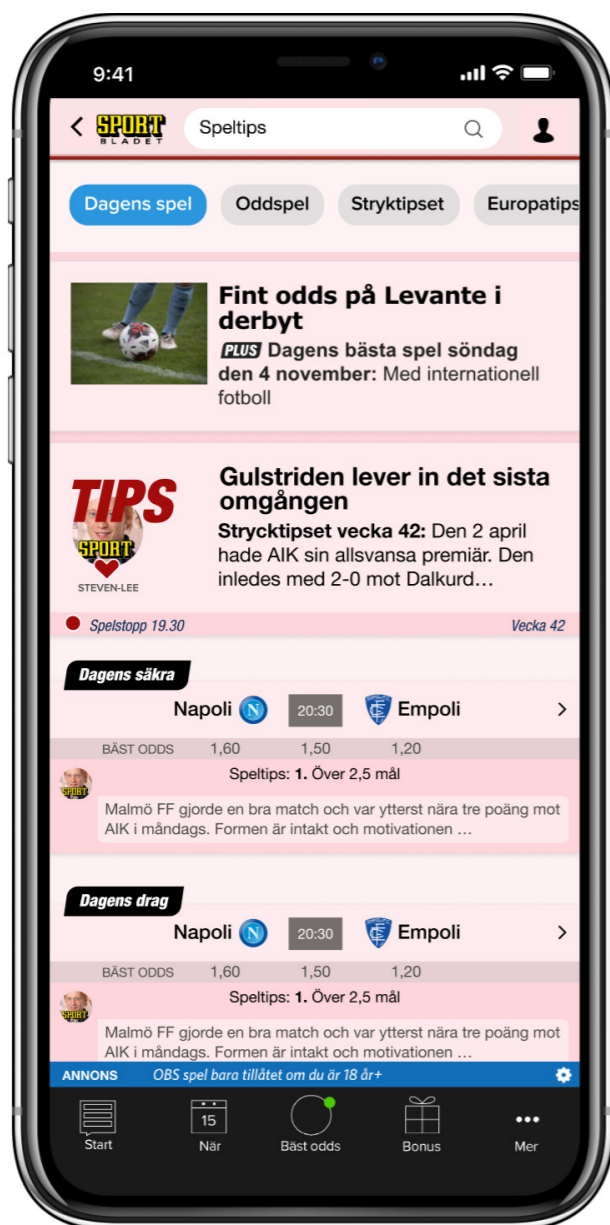 9:41
SPORT
BLADET
Speltips
Dagens spel Oddspel Stryktipset Europatips
Fint odds på Levante i
derbyt
PLUS Dagens bästa spel söndag
den 4 november: Med internationell
fotboll
TIPS
SPORT
STEVEN-LEE
Gulstriden lever in det sista
omgången
Strycktipset vecka 42: Den 2 april
hade AIK sin allsvansa premiär. Den
inledes med 2-0 mot Dalkurd...
Spelstopp 19.30 Vecka 42
Dagens säkra
Napoli N 20:30 Empoli
BÄST ODDS 1,60 1,50 1,20
Speltips: 1. Över 2,5 mål
SPORT
Malmö FF gjorde en bra match och var ytterst nära tre poäng mot
AIK i måndags. Formen är intakt och motivationen ...
Dagens drag
Napoli N 20:30 Empoli
BÄST ODDS 1,60 1,50 1,20
Speltips: 1. Över 2,5 mål
SPORT
Malmö FF gjorde en bra match och var ytterst nära tre poäng mot
AIK i måndags. Formen är intakt och motivationen ...
ANNONS OBS spel bara tillåtet om du är 18 år+
15
Start När Bäst odds Bonus Mer